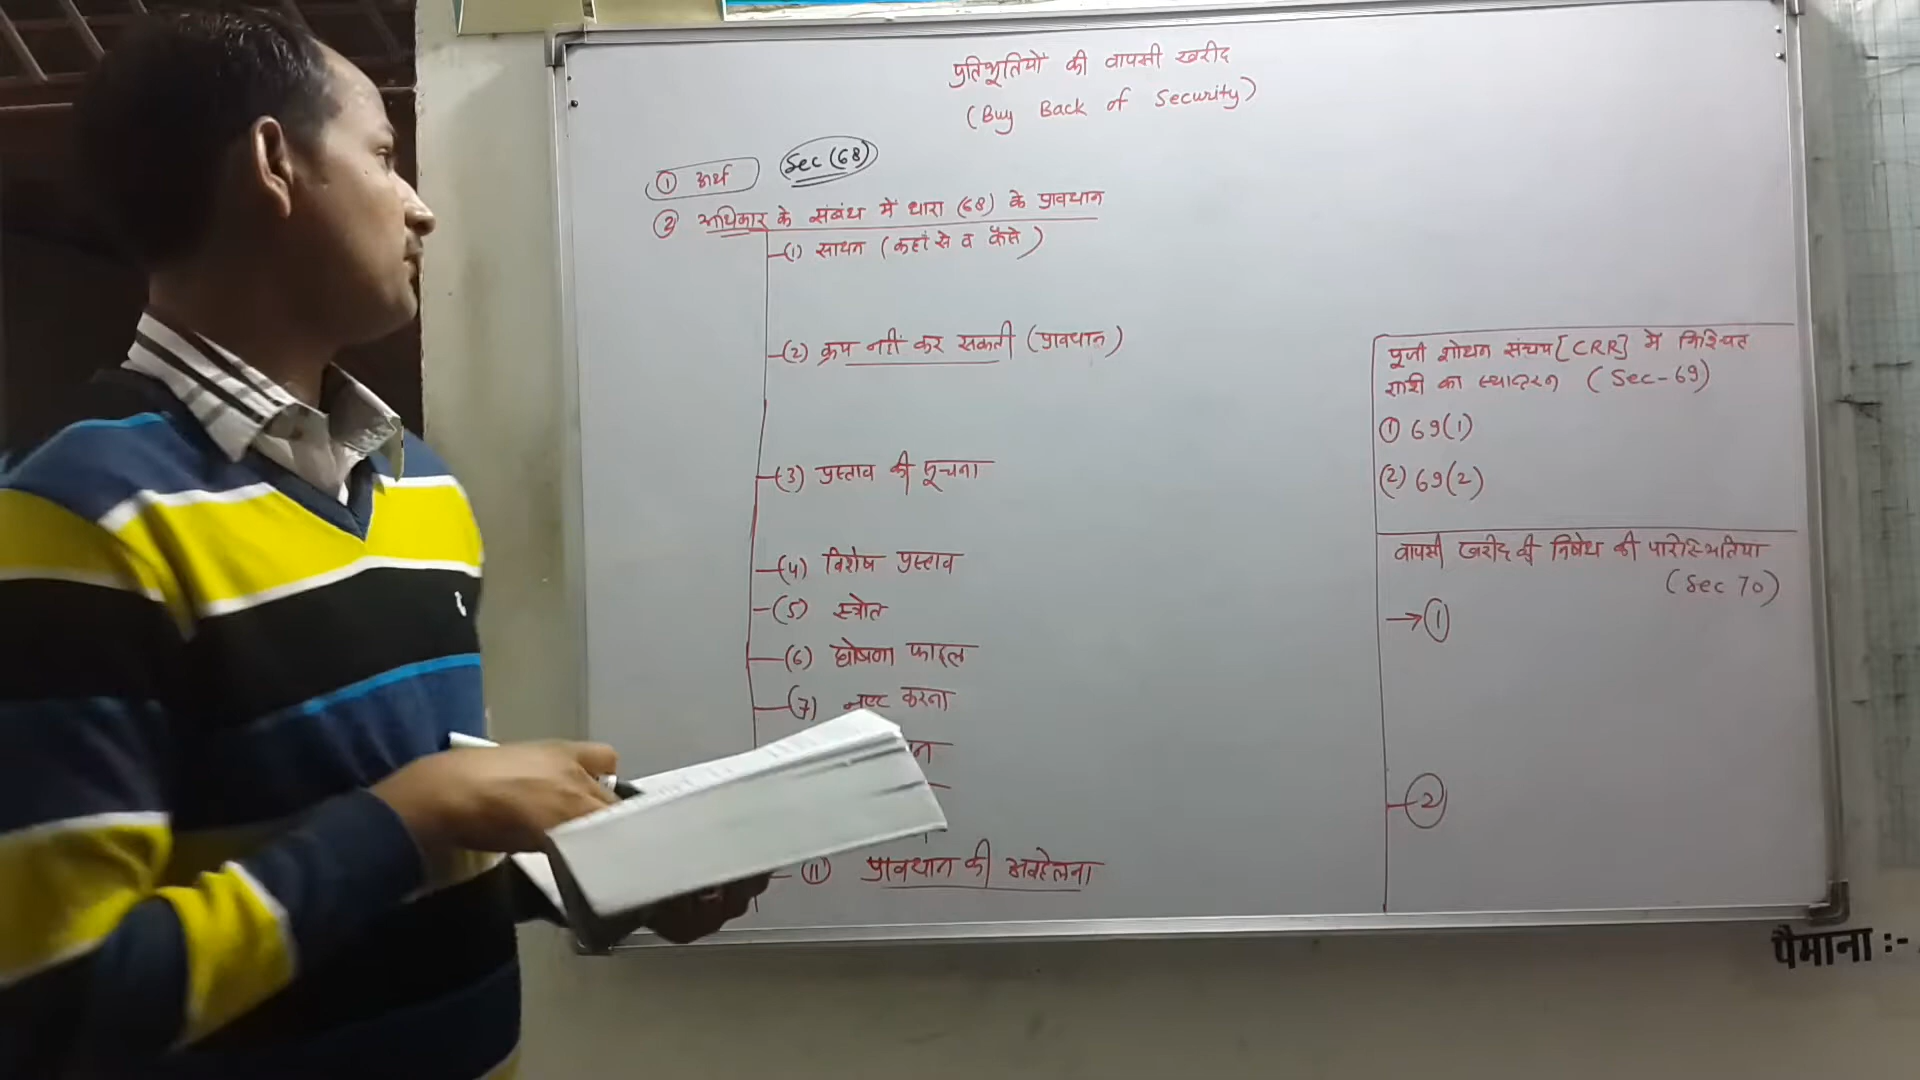 प्रतिभूतियों की वापसी खरीद
(Buy Back of Security)
① अर्थ Sec (68)
② अधिकार के संबंध में धारा (68) के प्रावधान
(1) साधन (कहां से व कैसे)
(2) क्रय नहीं कर सकती (प्रावधान)
(3) प्रस्ताव की सूचना
(4) विशेष प्रस्ताव
(5) स्त्रोत
(6) घोषणा फाइल
(7) नष्ट करना
⑪ प्रावधान की अवहेलना
पूंजी शोधन संचय [CRR] में निश्चित
राशी का स्थान्तरन (Sec-69)
① 69(1)
(2) 69(2)
वापसी खरीद की निषेध की परिस्थितिया
(Sec 70)
→①
②
पैमाना :-